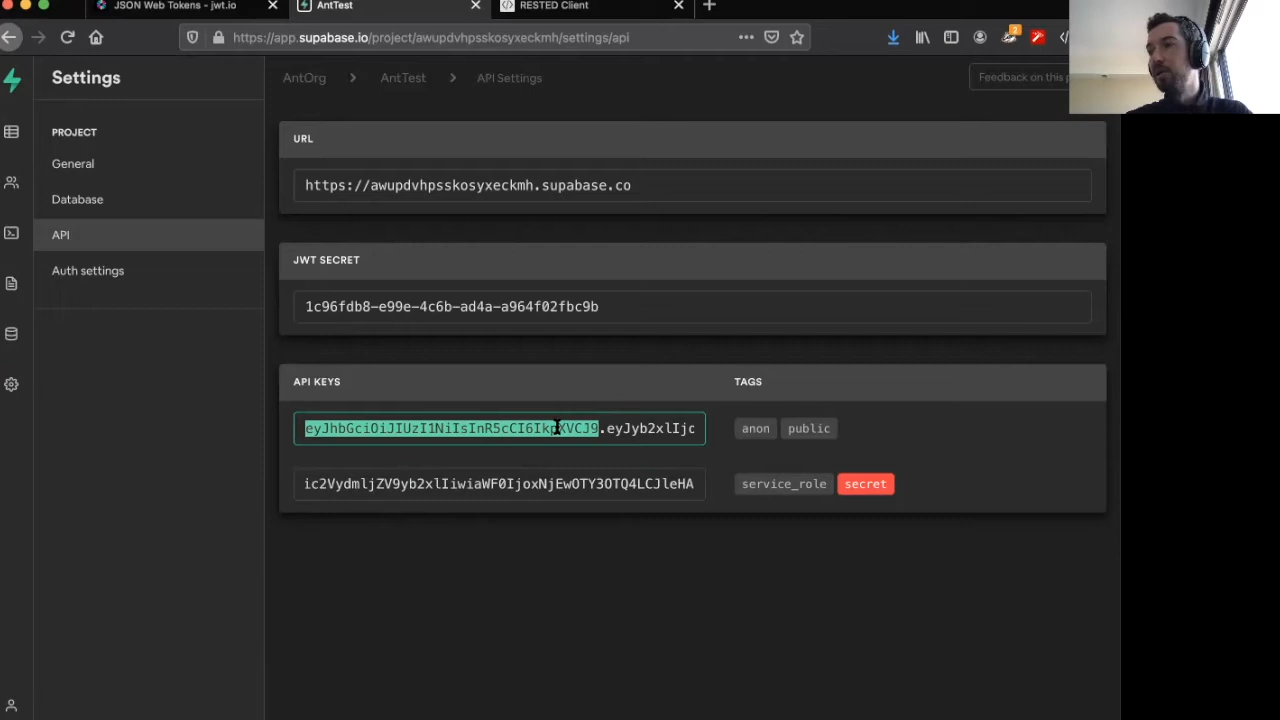 JSON Web Tokens - jwt.io
AntTest
RESTED Client
https://app.supabase.io/project/awupdvhpsskosyxeckmh/settings/api
2
Settings
AntOrg > AntTest > API Settings
Feedback on this
PROJECT
General
Database
API
Auth settings
URL
https://awupdvhpsskosyxeckmh.supabase.co
JWT SECRET
1c96fdb8-e99e-4c6b-ad4a-a964f02fbc9b
API KEYS
TAGS
eyJhbGciOiJIUzI1NiIsInR5cCI6IkpXVCJ9.eyJyb2xlIjc
anon public
ic2VydmljZV9yb2xlIiwiaWF0IjoxNjEwOTY3OTQ4LCJleHA
service_role secret